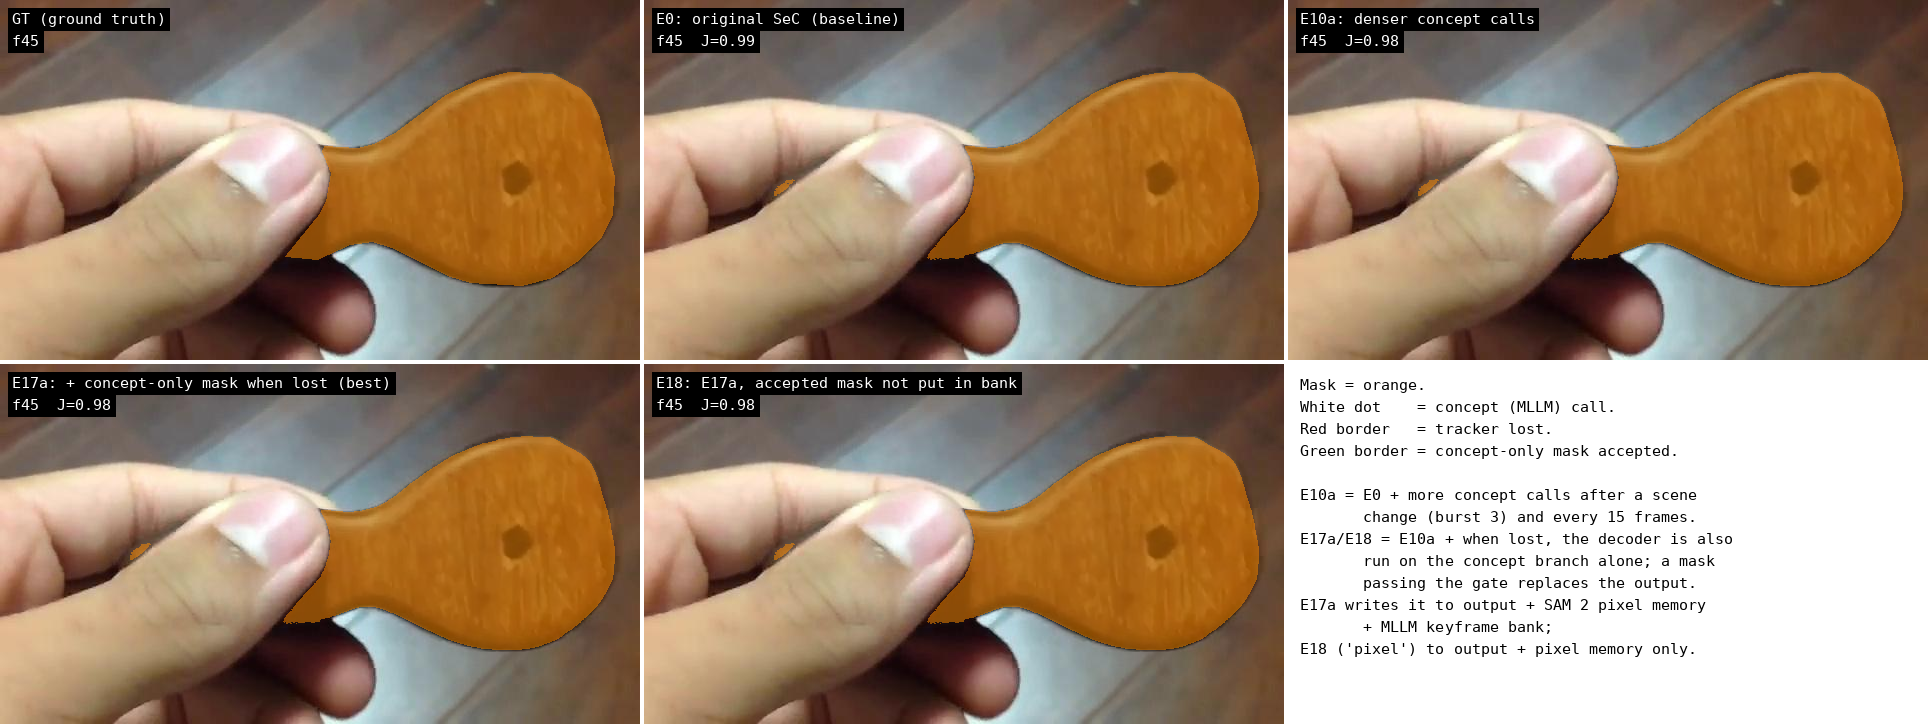 GT (ground truth)
f45
E0: original SeC (baseline)
f45  J=0.99
E10a: denser concept calls
f45  J=0.98
E17a: + concept-only mask when lost (best)
f45  J=0.98
E18: E17a, accepted mask not put in bank
f45  J=0.98
Mask = orange.
White dot    = concept (MLLM) call.
Red border   = tracker lost.
Green border = concept-only mask accepted.
E10a = E0 + more concept calls after a scene
change (burst 3) and every 15 frames.
E17a/E18 = E10a + when lost, the decoder is also
run on the concept branch alone; a mask
passing the gate replaces the output.
E17a writes it to output + SAM 2 pixel memory
+ MLLM keyframe bank;
E18 ('pixel') to output + pixel memory only.